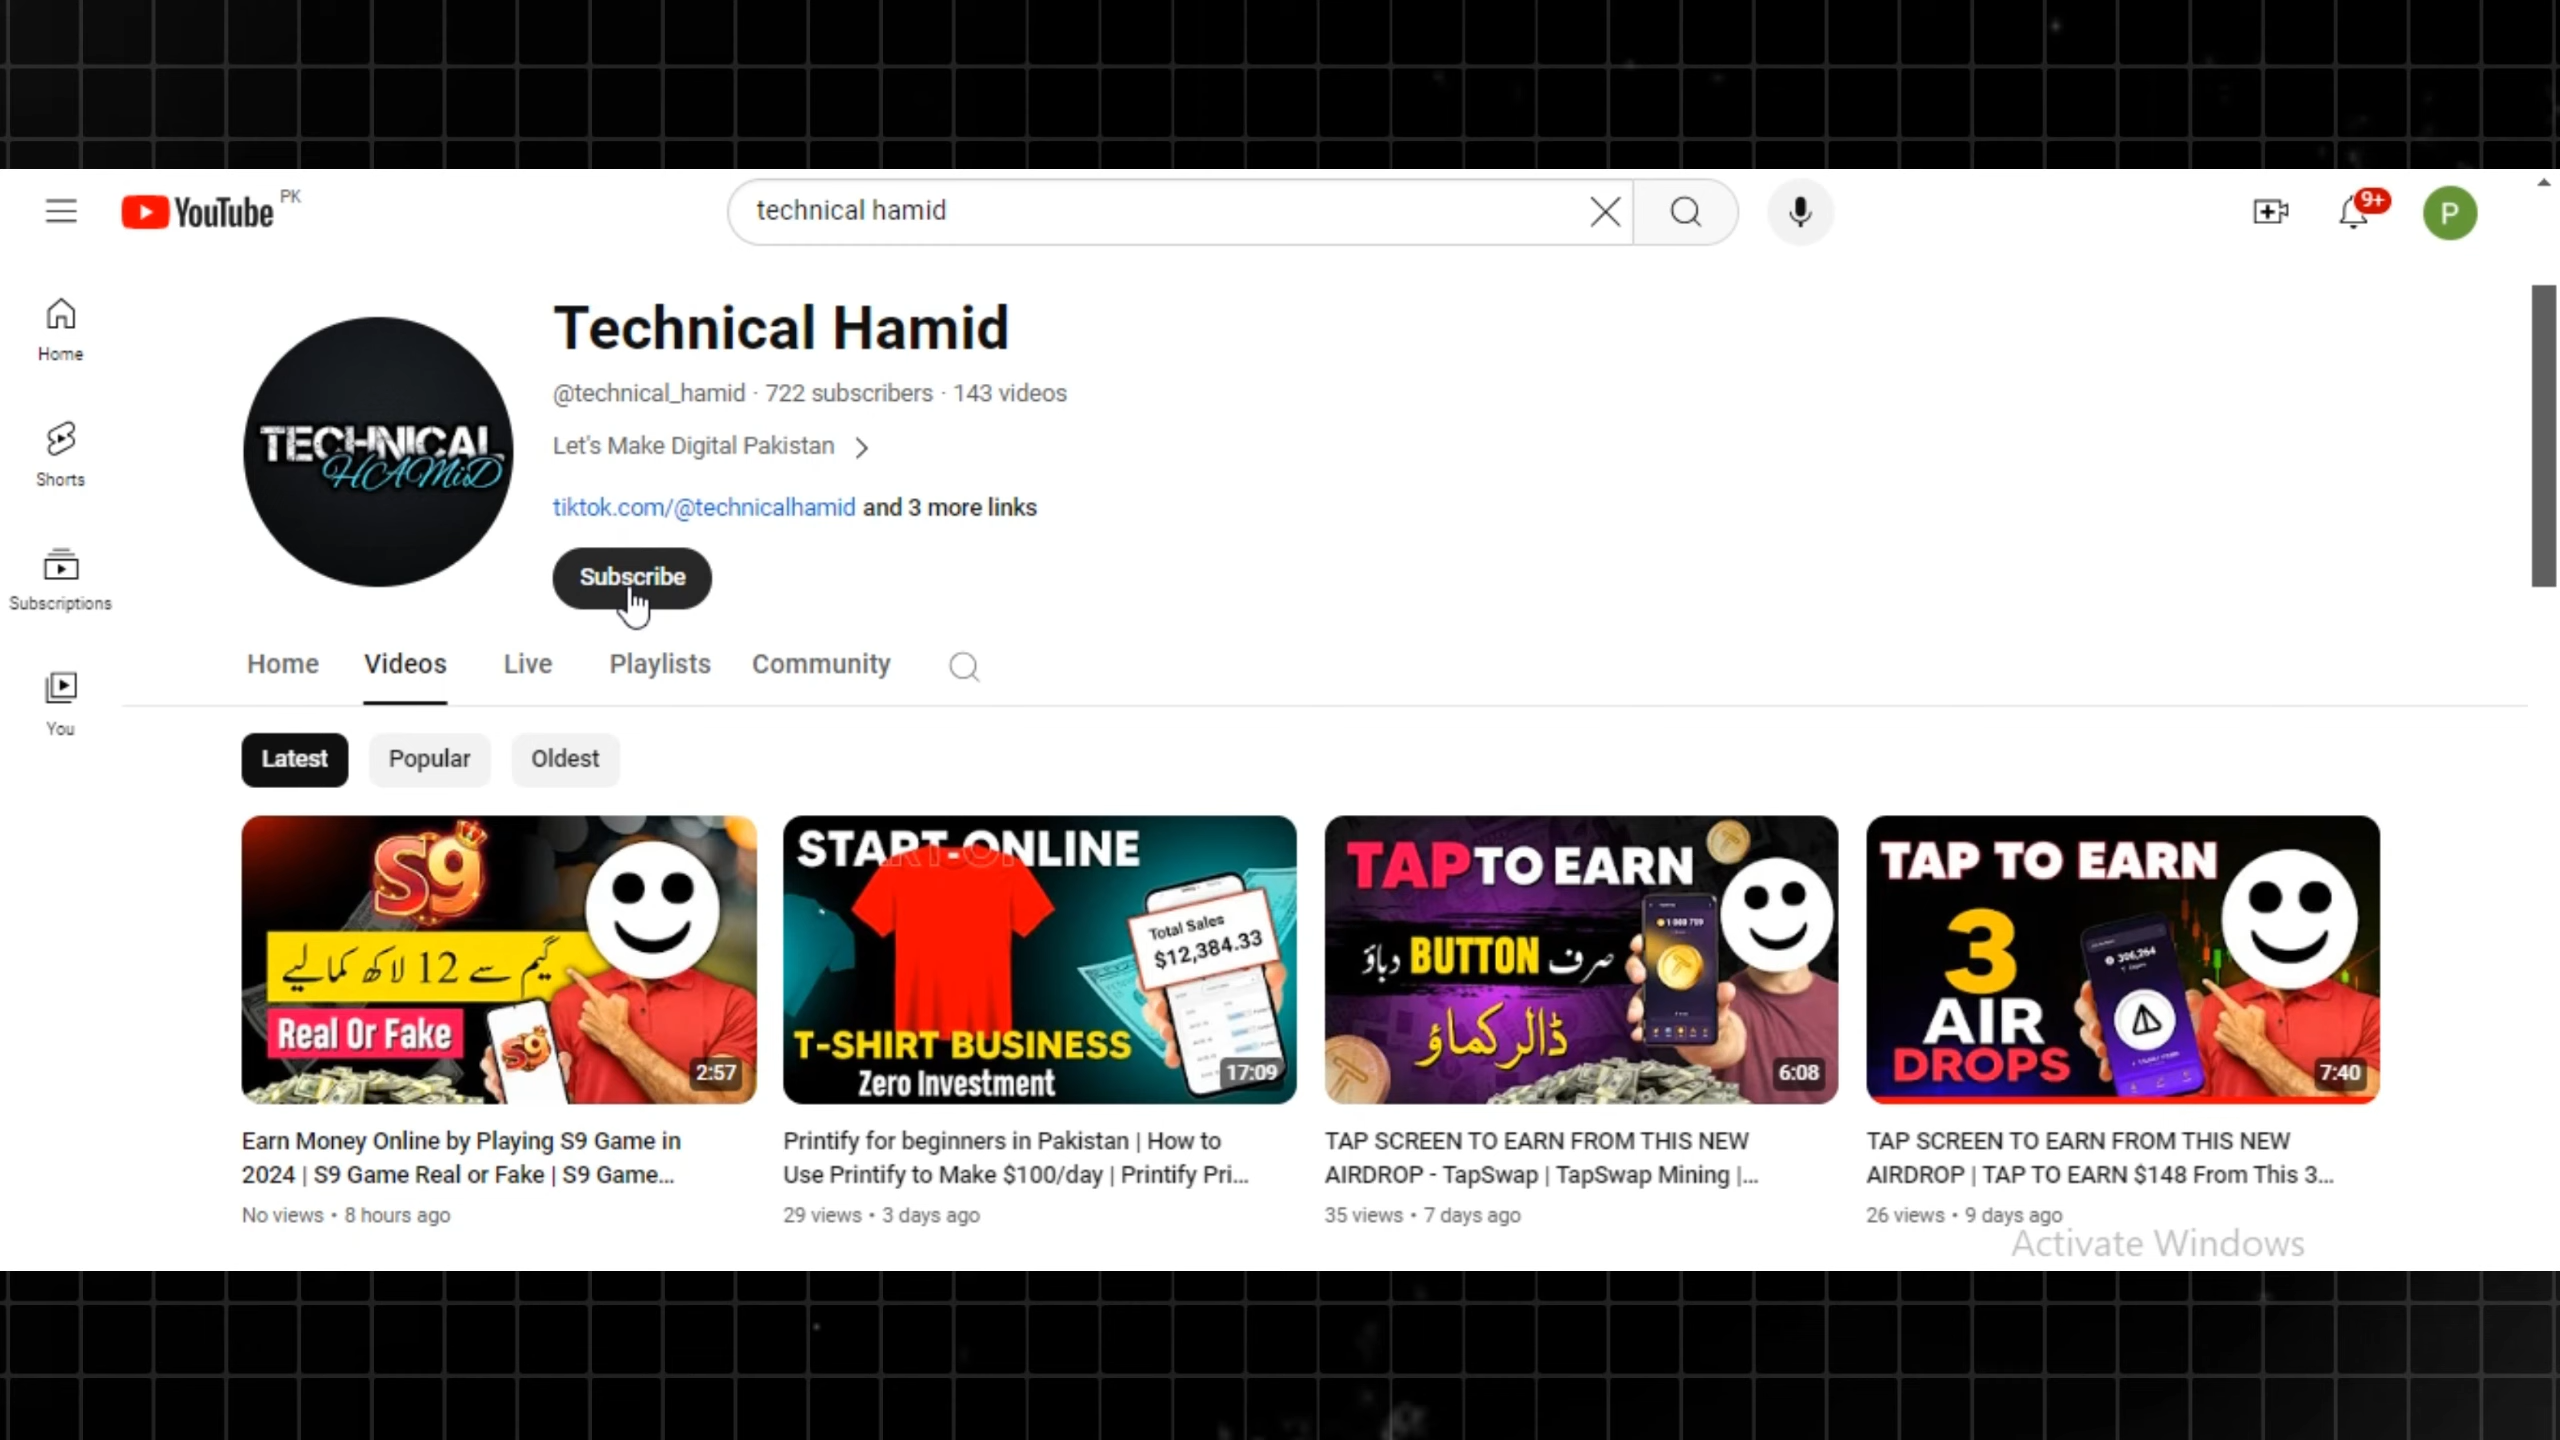 YouTube PK
technical hamid
9+
P
Home
Shorts
Subscriptions
You
TECHNICAL
HAMiD
Technical Hamid
@technical_hamid · 722 subscribers · 143 videos
Let's Make Digital Pakistan
tiktok.com/@technicalhamid and 3 more links
Subscribe
Home Videos Live Playlists Community
Latest Popular Oldest
S9
گیم سے 12 لاکھ کمالیے
Real Or Fake
S9
2:57
Earn Money Online by Playing S9 Game in
2024 | S9 Game Real or Fake | S9 Game...
No views • 8 hours ago
START-ONLINE
Total Sales
$12,384.33
T-SHIRT BUSINESS
Zero Investment
17:09
Printify for beginners in Pakistan | How to
Use Printify to Make $100/day | Printify Pri...
29 views • 3 days ago
TAP TO EARN
صرف BUTTON دباؤ
ڈالر کماؤ
6:08
TAP SCREEN TO EARN FROM THIS NEW
AIRDROP - TapSwap | TapSwap Mining |...
35 views • 7 days ago
TAP TO EARN
3
AIR
DROPS
306,264
7:40
TAP SCREEN TO EARN FROM THIS NEW
AIRDROP | TAP TO EARN $148 From This 3...
26 views • 9 days ago
Activate Windows